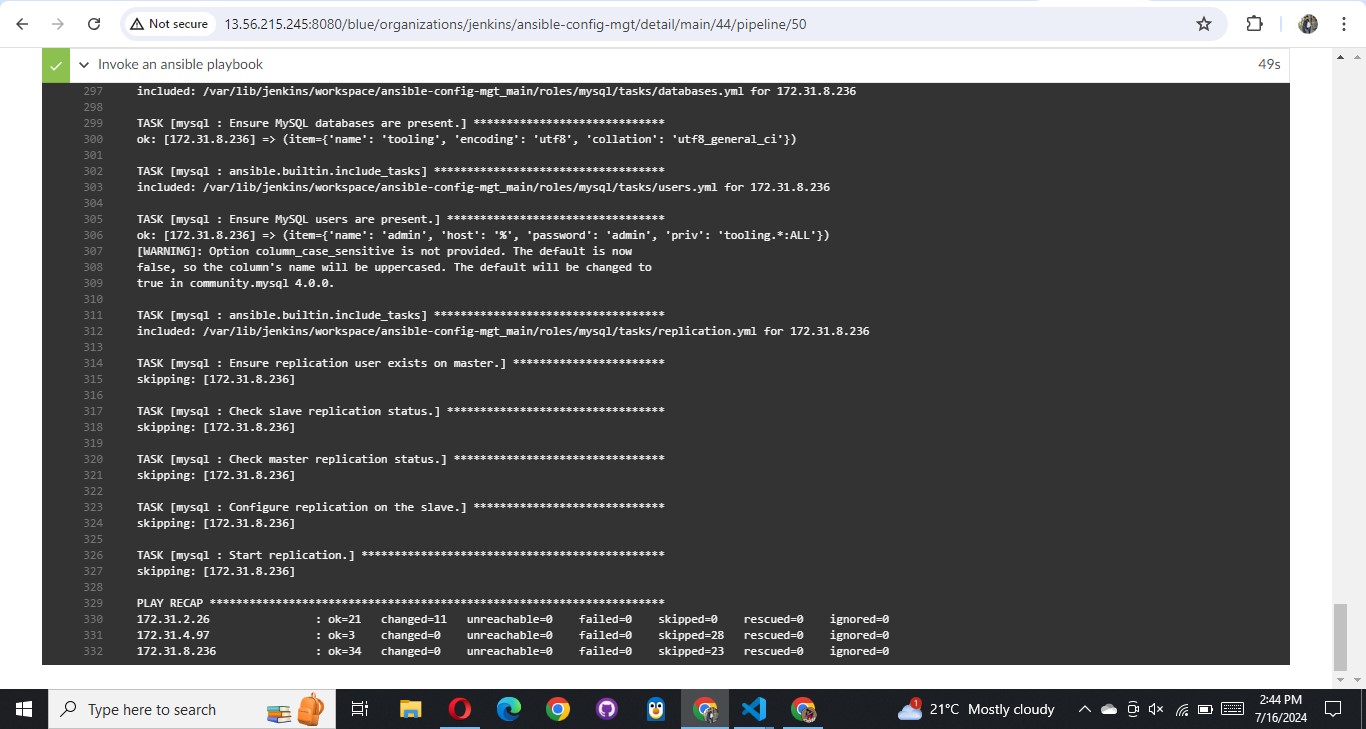 Not secure 13.56.215.245:8080/blue/organizations/jenkins/ansible-config-mgt/detail/main/44/pipeline/50
Invoke an ansible playbook 49s
297 included: /var/lib/jenkins/workspace/ansible-config-mgt_main/roles/mysql/tasks/databases.yml for 172.31.8.236
298
299 TASK [mysql : Ensure MySQL databases are present.] *****************************
300 ok: [172.31.8.236] => (item={'name': 'tooling', 'encoding': 'utf8', 'collation': 'utf8_general_ci'})
301
302 TASK [mysql : ansible.builtin.include_tasks] ***********************************
303 included: /var/lib/jenkins/workspace/ansible-config-mgt_main/roles/mysql/tasks/users.yml for 172.31.8.236
304
305 TASK [mysql : Ensure MySQL users are present.] *********************************
306 ok: [172.31.8.236] => (item={'name': 'admin', 'host': '%', 'password': 'admin', 'priv': 'tooling.*:ALL'})
307 [WARNING]: Option column_case_sensitive is not provided. The default is now
308 false, so the column's name will be uppercased. The default will be changed to
309 true in community.mysql 4.0.0.
310
311 TASK [mysql : ansible.builtin.include_tasks] ***********************************
312 included: /var/lib/jenkins/workspace/ansible-config-mgt_main/roles/mysql/tasks/replication.yml for 172.31.8.236
313
314 TASK [mysql : Ensure replication user exists on master.] ***********************
315 skipping: [172.31.8.236]
316
317 TASK [mysql : Check slave replication status.] *********************************
318 skipping: [172.31.8.236]
319
320 TASK [mysql : Check master replication status.] ********************************
321 skipping: [172.31.8.236]
322
323 TASK [mysql : Configure replication on the slave.] *****************************
324 skipping: [172.31.8.236]
325
326 TASK [mysql : Start replication.] **********************************************
327 skipping: [172.31.8.236]
328
329 PLAY RECAP *********************************************************************
330 172.31.2.26 : ok=21 changed=11 unreachable=0 failed=0 skipped=0 rescued=0 ignored=0
331 172.31.4.97 : ok=3 changed=0 unreachable=0 failed=0 skipped=28 rescued=0 ignored=0
332 172.31.8.236 : ok=34 changed=0 unreachable=0 failed=0 skipped=23 rescued=0 ignored=0
Type here to search 1 21°C Mostly cloudy 2:44 PM
7/16/2024